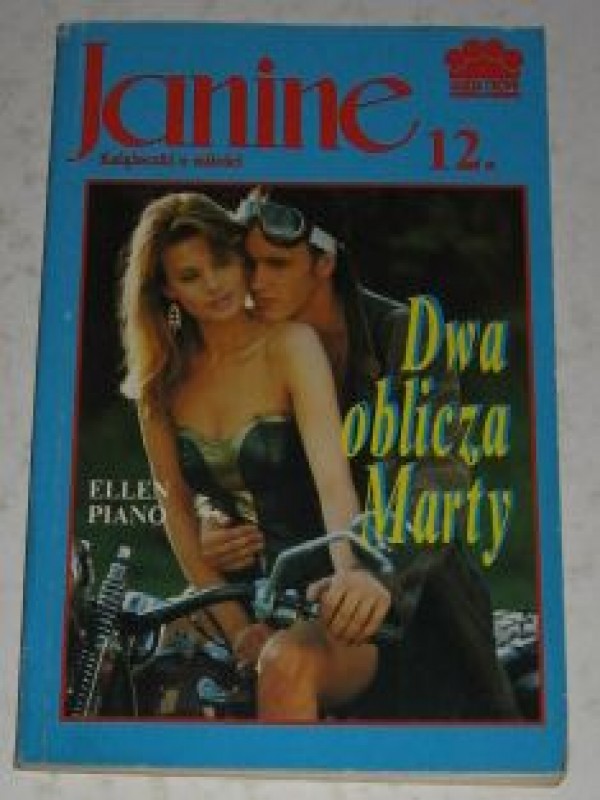 Janine
Książeczki o miłości
12.
Dwa
oblicza
Marty
ELLEN
PIANO